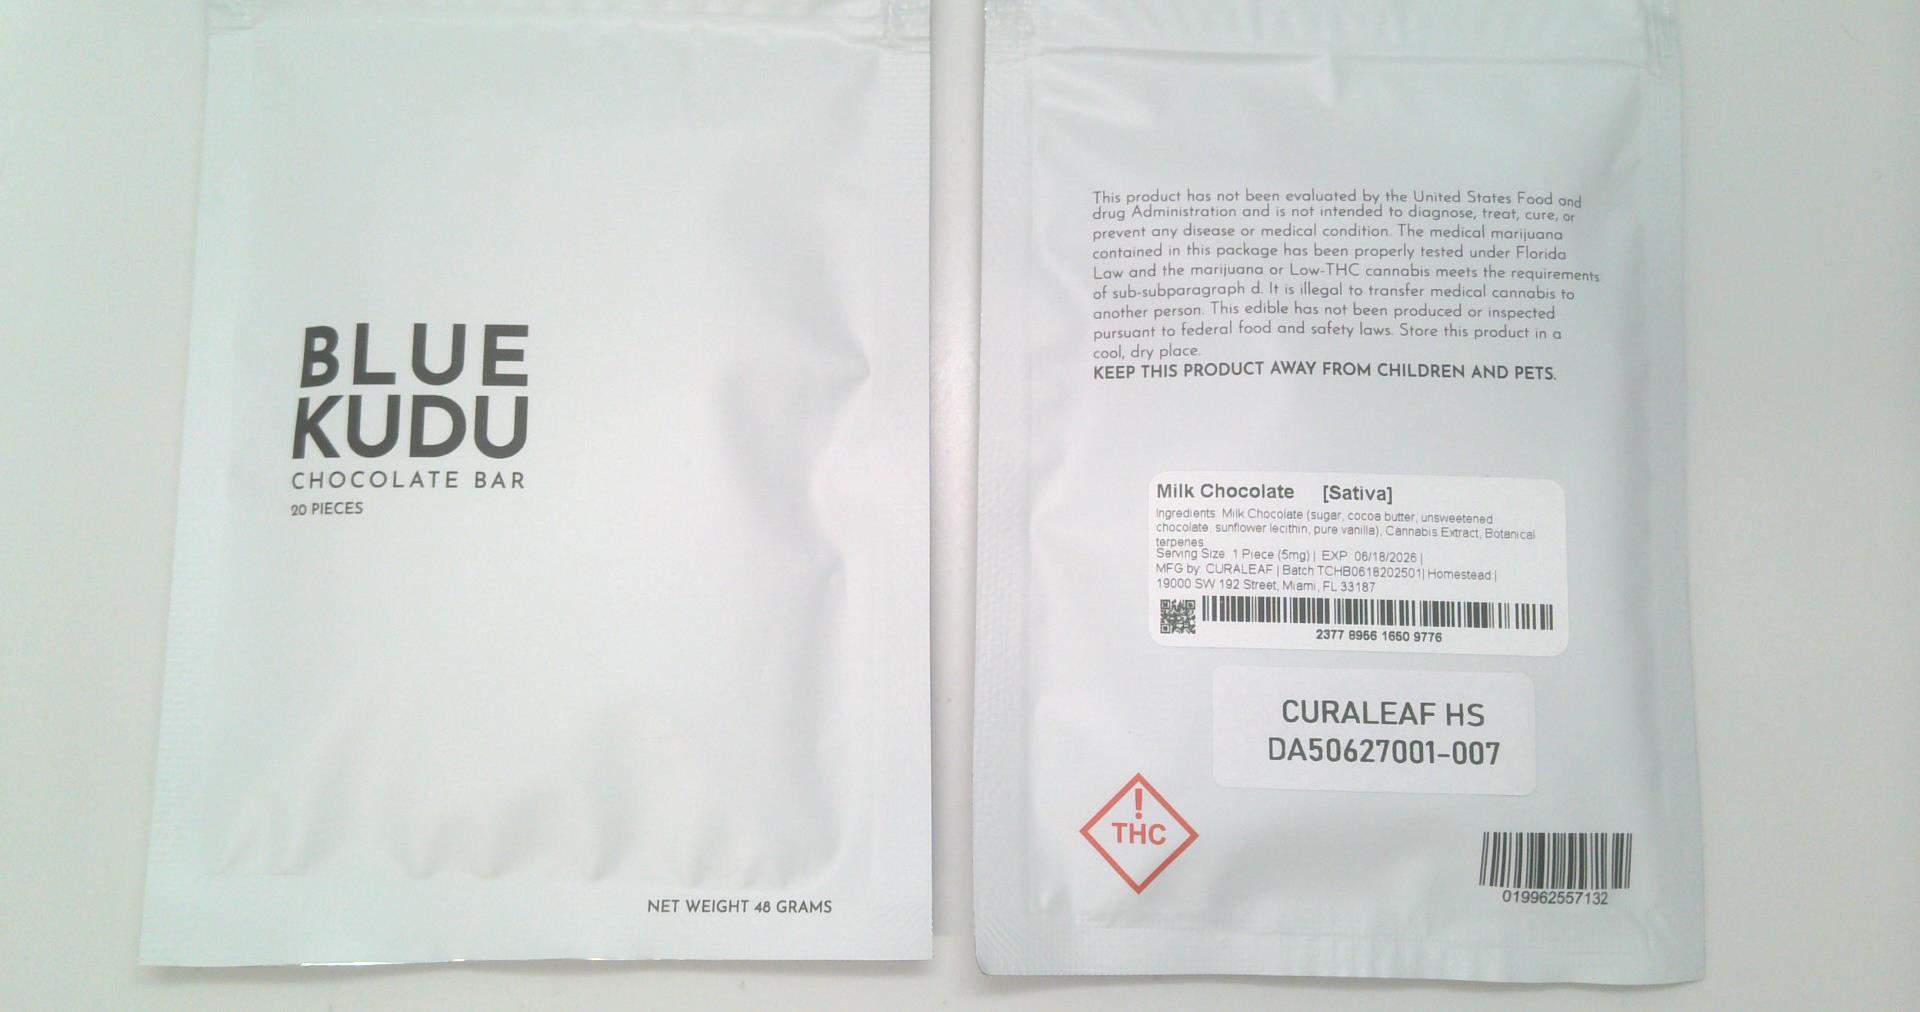 BLUE
KUDU
CHOCOLATE BAR
20 PIECES
NET WEIGHT 48 GRAMS
This product has not been evaluated by the United States Food and
drug Administration and is not intended to diagnose, treat, cure, or
prevent any disease or medical condition. The medical marijuana
contained in this package has been properly tested under Florida
Law and the marijuana or Low-THC cannabis meets the requirements
of sub-subparagraph d. It is illegal to transfer medical cannabis to
another person. This edible has not been produced or inspected
pursuant to federal food and safety laws. Store this product in a
cool, dry place.
KEEP THIS PRODUCT AWAY FROM CHILDREN AND PETS.
Milk Chocolate [Sativa]
Ingredients: Milk Chocolate (sugar, cocoa butter, unsweetened
chocolate, sunflower lecithin, pure vanilla), Cannabis Extract, Botanical
terpenes
Serving Size: 1 Piece (5mg) | EXP: 06/18/2026 |
MFG by: CURALEAF | Batch TCHB0618202501| Homestead |
19000 SW 192 Street, Miami, FL 33187
2377 8956 1650 9776
CURALEAF HS
DA50627001-007
!
THC
019962557132